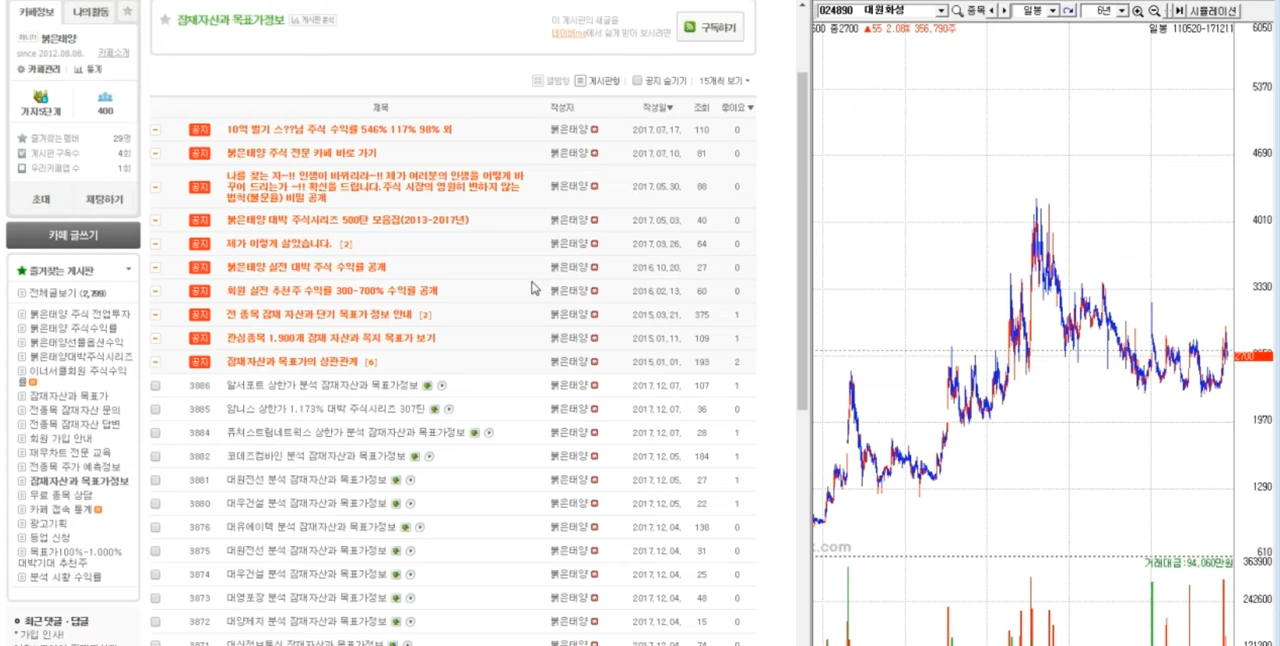 카페정보 나의활동
매니저 붉은태양
since 2012.08.08. 카페소개
카페관리 통계
가지5단계 400
즐겨찾는 멤버 29명
게시판 구독수 4회
우리카페앱 수 1회
초대 채팅하기
카페 글쓰기
즐겨찾는 게시판
전체글보기 (2,799)
붉은태양 주식 전업투자
붉은태양 주식수익률
붉은태양선물옵션수익
붉은태양대박주식시리즈
이너서클회원 주식수익률
잠재자산과 목표가
전종목 잠재자산 문의
전종목 잠재자산 답변
회원 가입 안내
재무차트 전문 교육
전종목 주가 예측정보
잠재자산과 목표가정보
무료 종목 상담
카페 접속 통계
광고기획
등업 신청
목표가100%-1.000%
대박기대 추천주
분석 시황 수익률
최근 댓글 · 답글
* 가입 인사!
잠재자산과 목표가정보 게시판 분석
이 게시판의 새글을
네이버me에서 쉽게 받아 보시려면
구독하기
앨범형 게시판형 공지 숨기기 15개씩 보기
제목 작성자 작성일▼ 조회 좋아요 ▼
공지 10억 벌기 스??님 주식 수익률 546% 117% 98% 외 붉은태양 2017.07.17. 110 0
공지 붉은태양 주식 전문 카페 바로 가기 붉은태양 2017.07.10. 81 0
공지 나를 찾는 자~!! 인생이 바뀌리라~!! 제가 여러분의 인생을 어떻게 바
꾸어 드리는가 ~!! 확신을 드립니다.주식 시장의 영원히 변하지 않는
법칙(불문율) 비밀 공개 붉은태양 2017.05.30. 88 0
공지 붉은태양 대박 주식시리즈 500탄 모음집(2013-2017년) 붉은태양 2017.05.03. 40 0
공지 제가 이렇게 살았습니다. [2] 붉은태양 2017.03.26. 64 0
공지 붉은태양 실전 대박 주식 수익률 공개 붉은태양 2016.10.20. 27 0
공지 회원 실전 추천주 수익률 300-700% 수익률 공개 붉은태양 2016.02.13. 60 0
공지 전 종목 잠재 자산과 단기 목표가 정보 안내 [2] 붉은태양 2015.03.21. 375 1
공지 관심종목 1.900개 잠재 자산과 쪽지 목표가 보기 붉은태양 2015.01.11. 109 1
공지 잠재자산과 목표가의 상관관계 [6] 붉은태양 2015.01.01. 193 2
3886 알서포트 상한가 분석 잠재자산과 목표가정보 붉은태양 2017.12.07. 107 1
3885 암니스 상한가 1.173% 대박 주식시리즈 307탄 붉은태양 2017.12.07. 36 0
3884 퓨쳐스트림네트웍스 상한가 분석 잠재자산과 목표가정보 붉은태양 2017.12.07. 28 1
3882 코데즈컴바인 분석 잠재자산과 목표가정보 붉은태양 2017.12.05. 184 1
3881 대원전선 분석 잠재자산과 목표가정보 붉은태양 2017.12.05. 27 1
3880 대우건설 분석 잠재자산과 목표가정보 붉은태양 2017.12.05. 22 1
3876 대유에이텍 분석 잠재자산과 목표가정보 붉은태양 2017.12.04. 138 0
3875 대원전선 분석 잠재자산과 목표가정보 붉은태양 2017.12.04. 31 0
3874 대우건설 분석 잠재자산과 목표가정보 붉은태양 2017.12.04. 25 0
3873 대영포장 분석 잠재자산과 목표가정보 붉은태양 2017.12.04. 48 0
3872 대양제지 분석 잠재자산과 목표가정보 붉은태양 2017.12.04. 15 0
3871 대신정보통신 분석 잠재자산과 목표가정보 붉은태양 2017.12.04. 14 0
024890 대원화성 종목 일봉 6년 시뮬레이션
600 종2700 ▲55 2.08% 356,790주 일봉 110520-171211
6050
5370
4690
4010
3330
2700
1970
1290
610
k.com
거래대금:94,060만원
363900
242600
121300